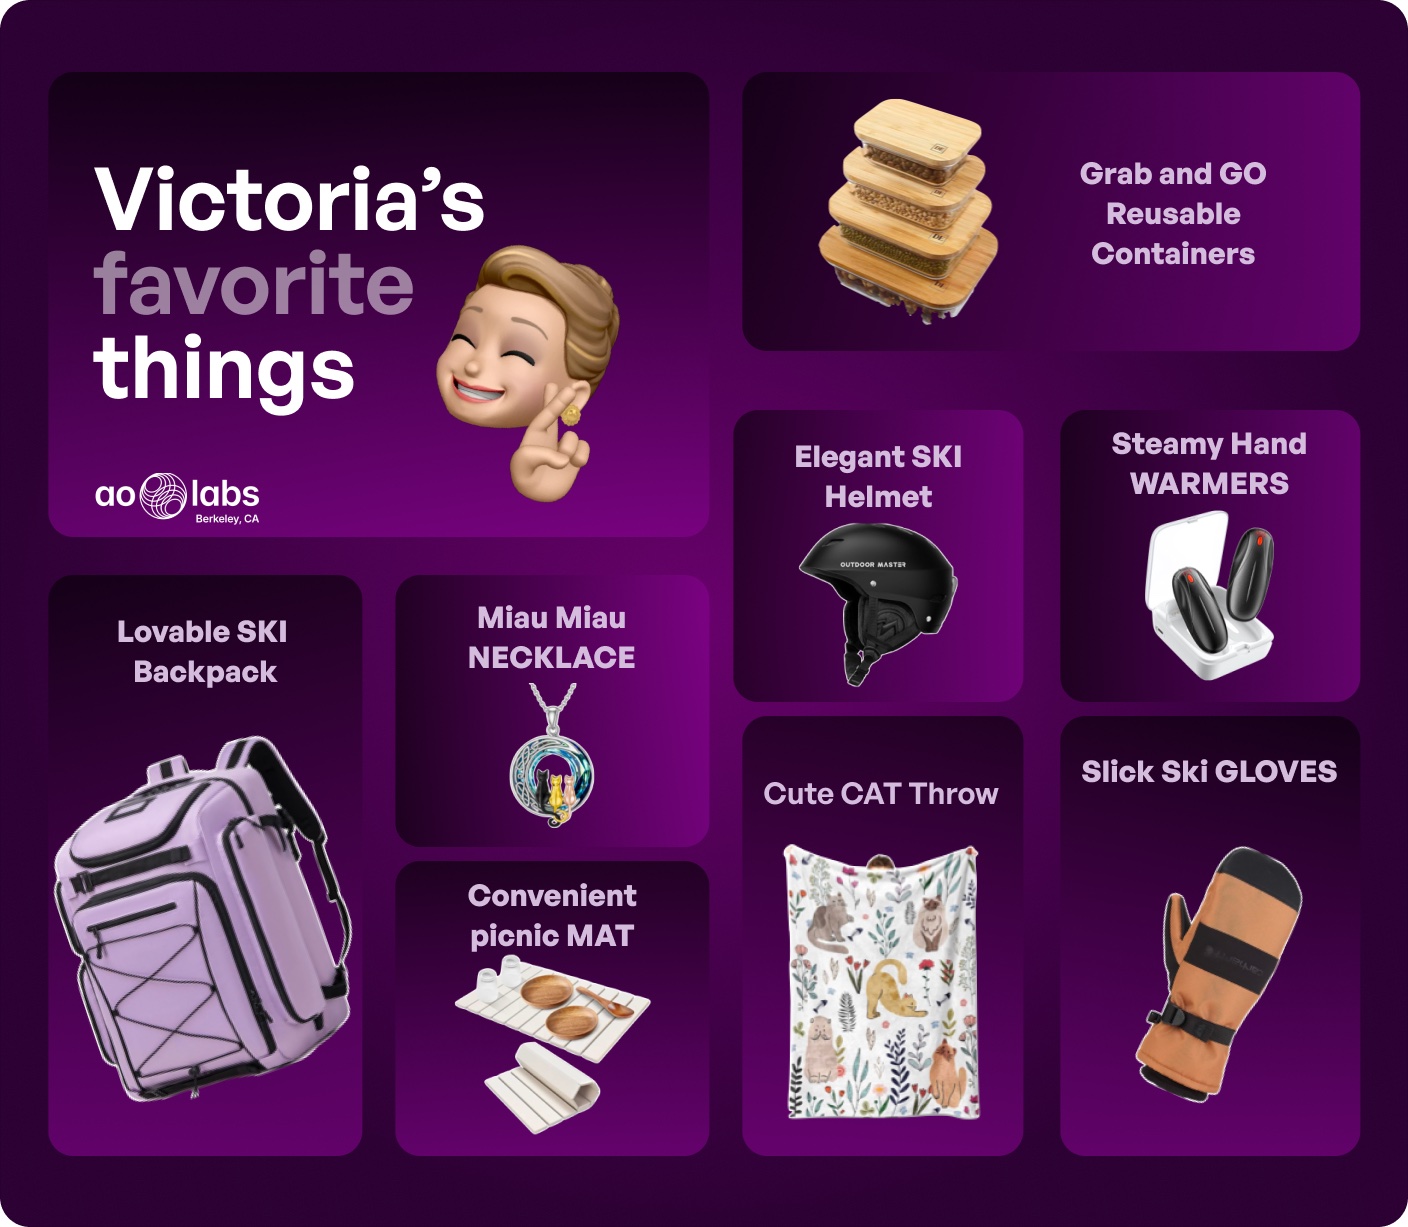 Victoria’s
favorite
things
ao labs
Berkeley, CA
Grab and GO
Reusable
Containers
Elegant SKI
Helmet
OUTDOOR MASTER
Steamy Hand
WARMERS
Lovable SKI
Backpack
Miau Miau
NECKLACE
Convenient
picnic MAT
Cute CAT Throw
Slick Ski GLOVES